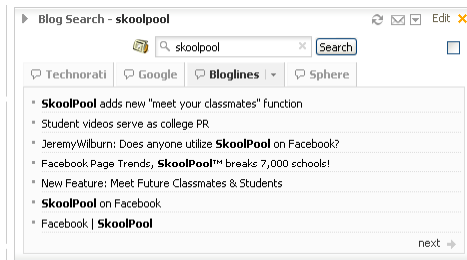 Blog Search - skoolpool Edit
skoolpool Search
Technorati Google Bloglines Sphere
SkoolPool adds new "meet your classmates" function
Student videos serve as college PR
JeremyWilburn: Does anyone utilize SkoolPool on Facebook?
Facebook Page Trends, SkoolPool™ breaks 7,000 schools!
New Feature: Meet Future Classmates & Students
SkoolPool on Facebook
Facebook | SkoolPool
next